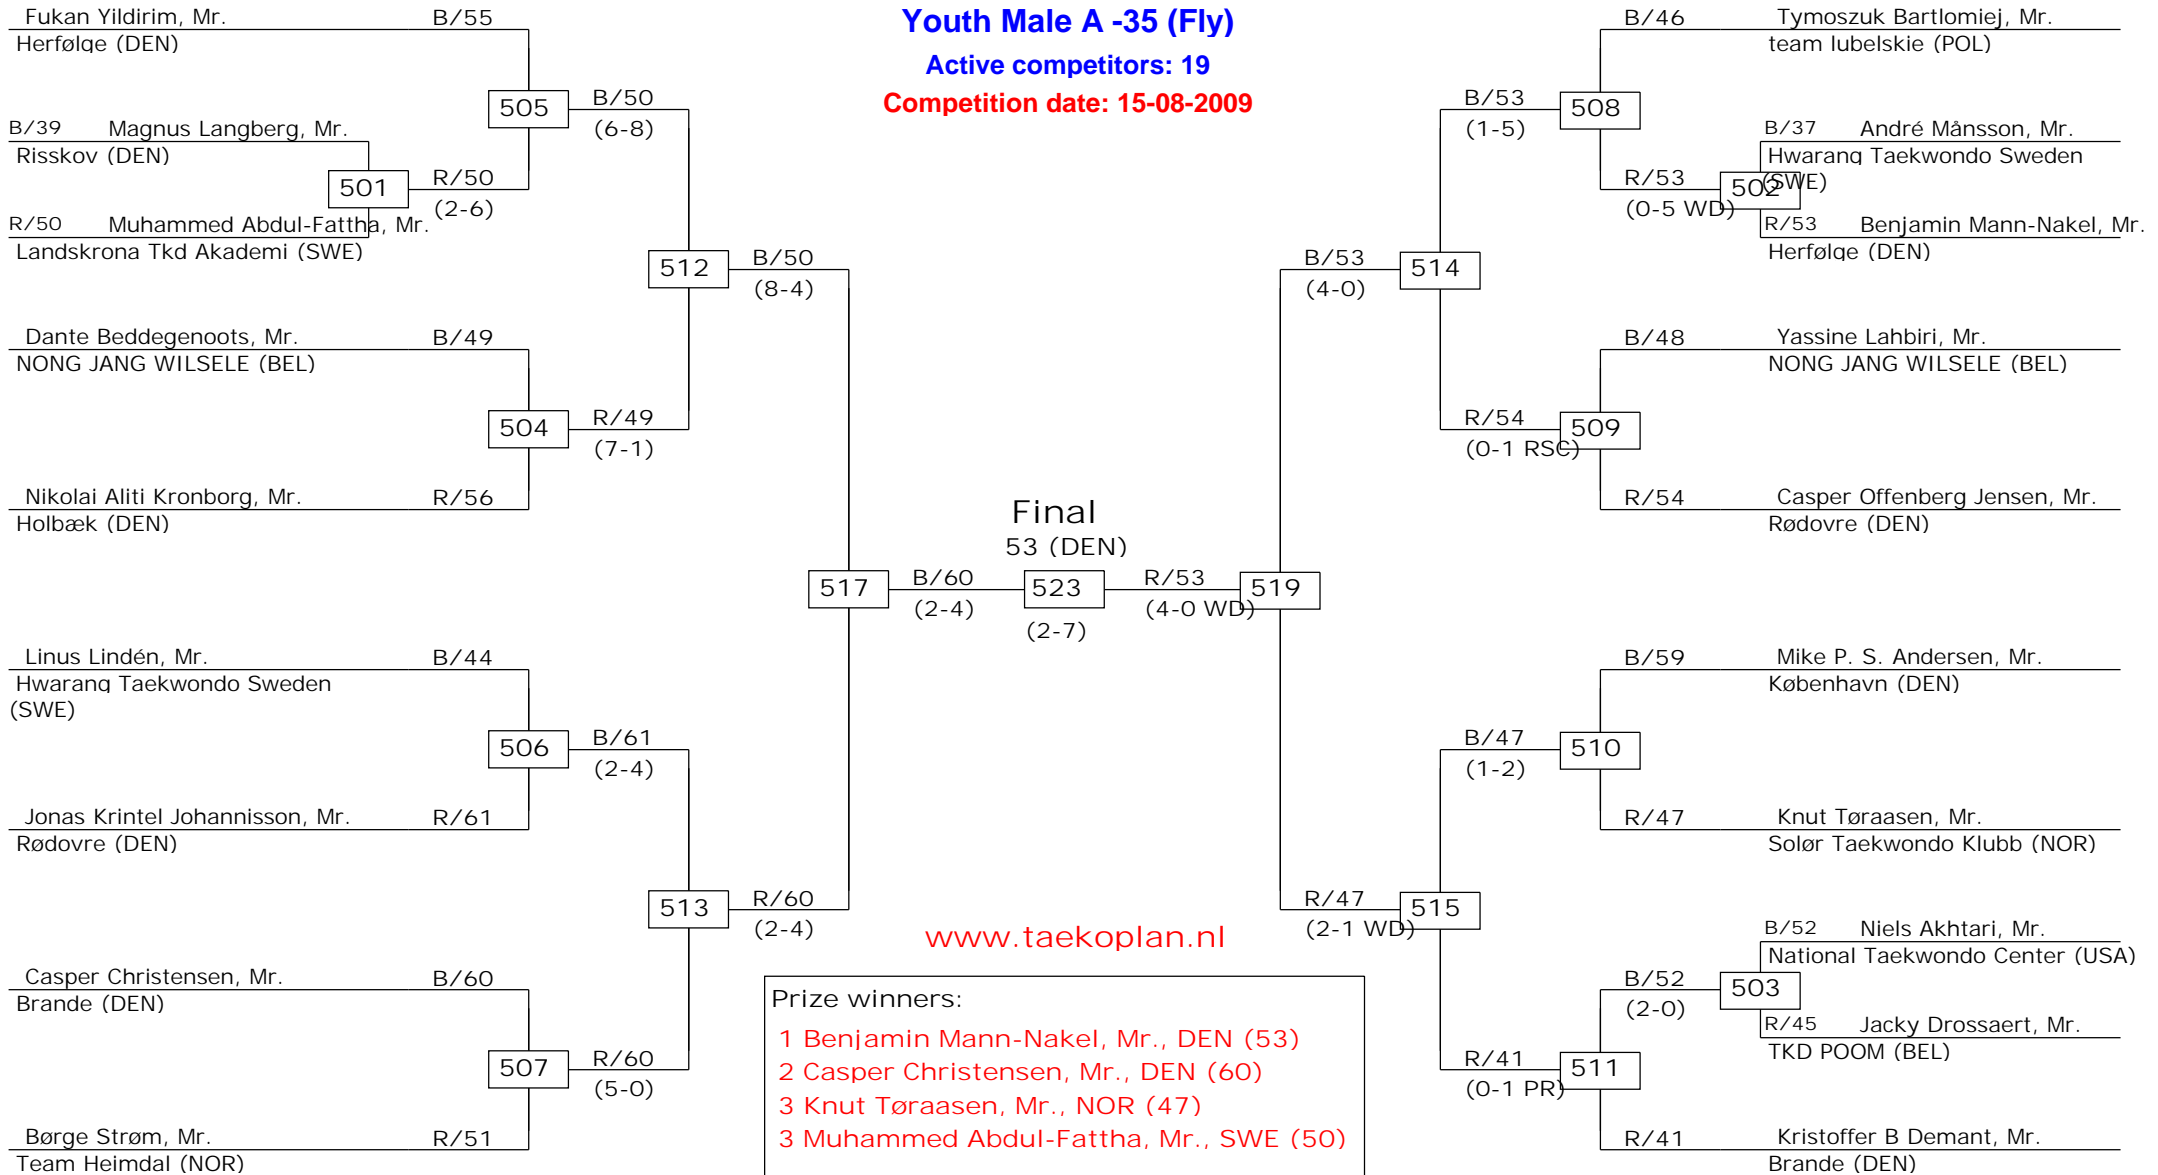 Youth Male A -35 (Fly)
Active competitors: 19
Competition date: 15-08-2009
Fukan Yildirim, Mr. B/55
Herfølge (DEN)
505
B/50
(6-8)
B/39 Magnus Langberg, Mr.
Risskov (DEN)
501
R/50
(2-6)
R/50 Muhammed Abdul-Fattha, Mr.
Landskrona Tkd Akademi (SWE)
512
B/50
(8-4)
Dante Beddegenoots, Mr. B/49
NONG JANG WILSELE (BEL)
504
R/49
(7-1)
Nikolai Aliti Kronborg, Mr. R/56
Holbæk (DEN)
517
B/60
(2-4)
Linus Lindén, Mr. B/44
Hwarang Taekwondo Sweden
(SWE)
506
B/61
(2-4)
Jonas Krintel Johannisson, Mr. R/61
Rødovre (DEN)
513
R/60
(2-4)
Casper Christensen, Mr. B/60
Brande (DEN)
507
R/60
(5-0)
Børge Strøm, Mr. R/51
Team Heimdal (NOR)
Final
53 (DEN)
523
(2-7)
R/53
(4-0 WD)
519
B/46 Tymoszuk Bartlomiej, Mr.
team lubelskie (POL)
B/53
(1-5)
508
B/37 André Månsson, Mr.
Hwarang Taekwondo Sweden
(SWE)
R/53
(0-5 WD)
502
R/53 Benjamin Mann-Nakel, Mr.
Herfølge (DEN)
B/53
(4-0)
514
B/48 Yassine Lahbiri, Mr.
NONG JANG WILSELE (BEL)
R/54
(0-1 RSC)
509
R/54 Casper Offenberg Jensen, Mr.
Rødovre (DEN)
B/59 Mike P. S. Andersen, Mr.
København (DEN)
B/47
(1-2)
510
R/47 Knut Tøraasen, Mr.
Solør Taekwondo Klubb (NOR)
R/47
(2-1 WD)
515
B/52 Niels Akhtari, Mr.
National Taekwondo Center (USA)
B/52
(2-0)
503
R/45 Jacky Drossaert, Mr.
TKD POOM (BEL)
R/41
(0-1 PR)
511
R/41 Kristoffer B Demant, Mr.
Brande (DEN)
www.taekoplan.nl
Prize winners:
1 Benjamin Mann-Nakel, Mr., DEN (53)
2 Casper Christensen, Mr., DEN (60)
3 Knut Tøraasen, Mr., NOR (47)
3 Muhammed Abdul-Fattha, Mr., SWE (50)